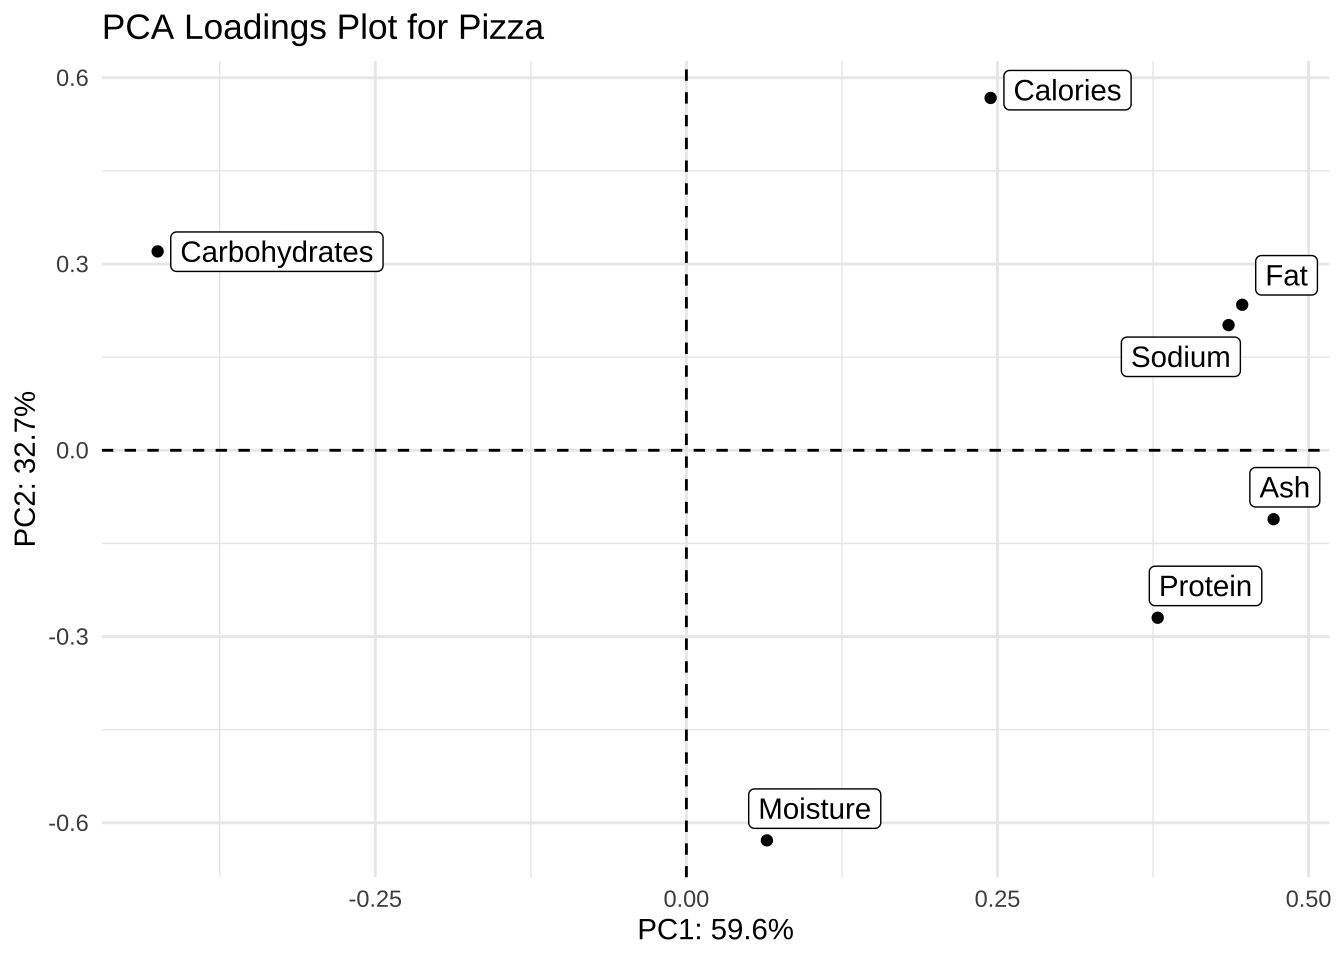 PCA Loadings Plot for Pizza
0.6
Calories
Carbohydrates
0.3
Fat
Sodium
0.0
Ash
Protein
-0.3
Moisture
-0.6
-0.25
0.00
0.25
0.50
PC1: 59.6%
PC2: 32.7%